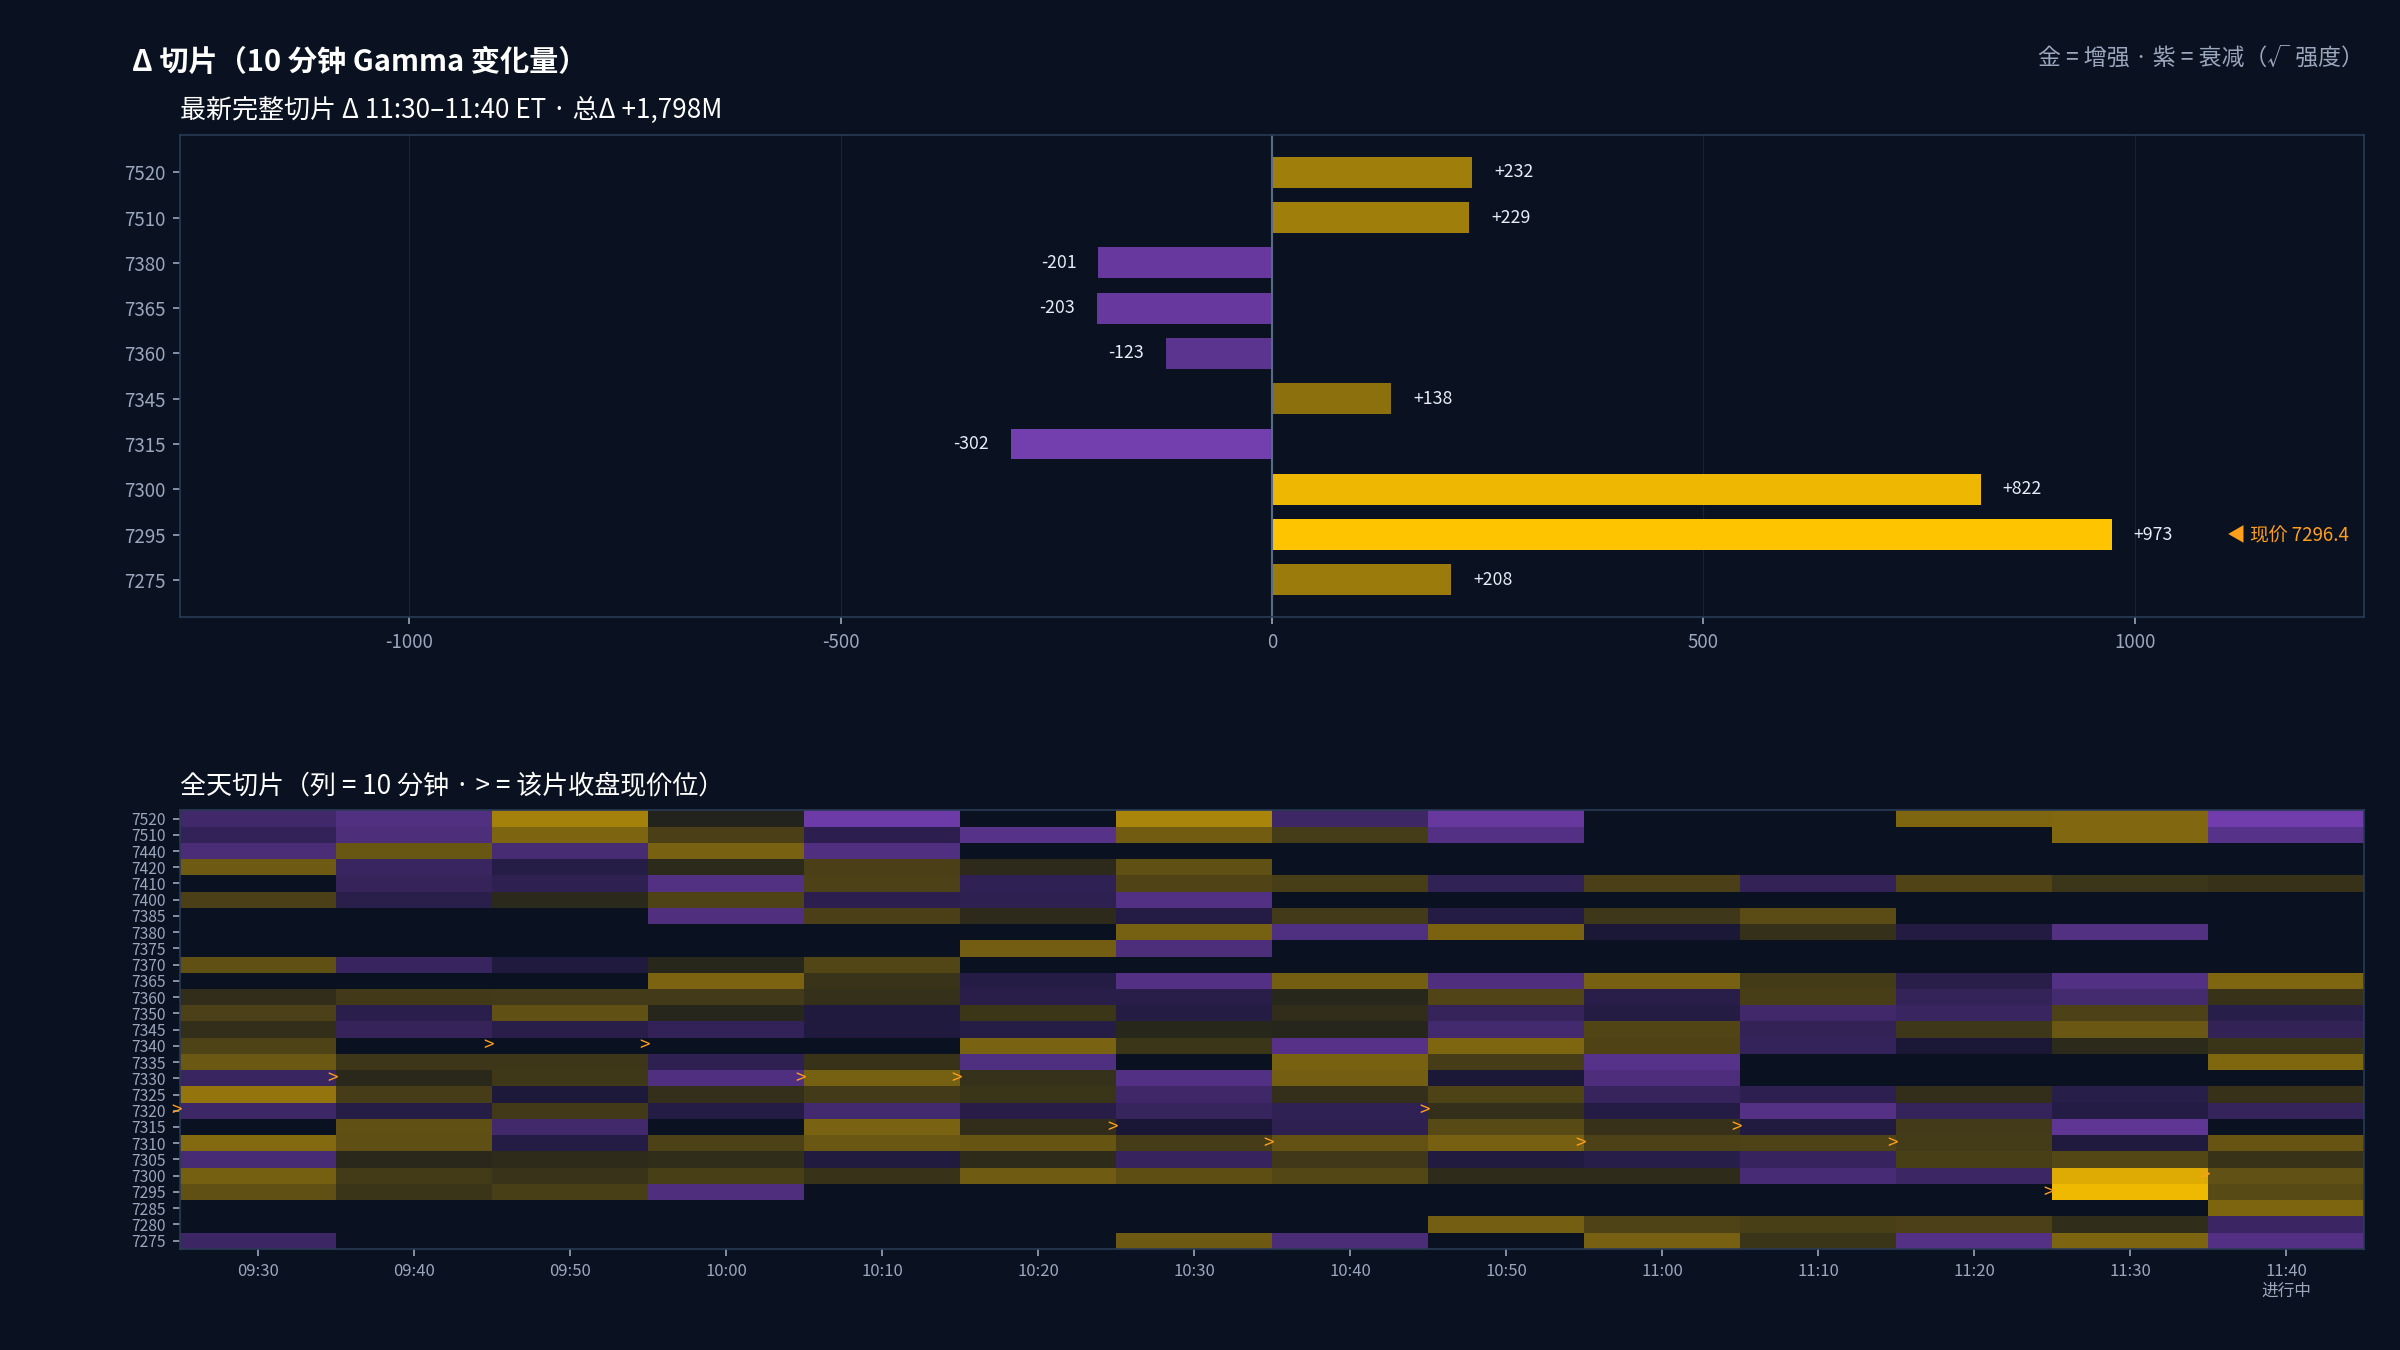 Δ 切片（10 分钟 Gamma 变化量）
金 = 增强 · 紫 = 衰减（√ 强度）
最新完整切片 Δ 11:30–11:40 ET · 总Δ +1,798M
7520 +232
7510 +229
7380 -201
7365 -203
7360 -123
7345 +138
7315 -302
7300 +822
7295 +973 ◀ 现价 7296.4
7275 +208
-1000 -500 0 500 1000
全天切片（列 = 10 分钟 · > = 该片收盘现价位）
7520
7510
7440
7420
7410
7400
7385
7380
7375
7370
7365
7360
7350
7345
7340 > >
7335
7330 > > >
7325
7320 > >
7315 > >
7310 > > >
7305
7300
7295 >
7285
7280
7275
09:30 09:40 09:50 10:00 10:10 10:20 10:30 10:40 10:50 11:00 11:10 11:20 11:30 11:40
进行中